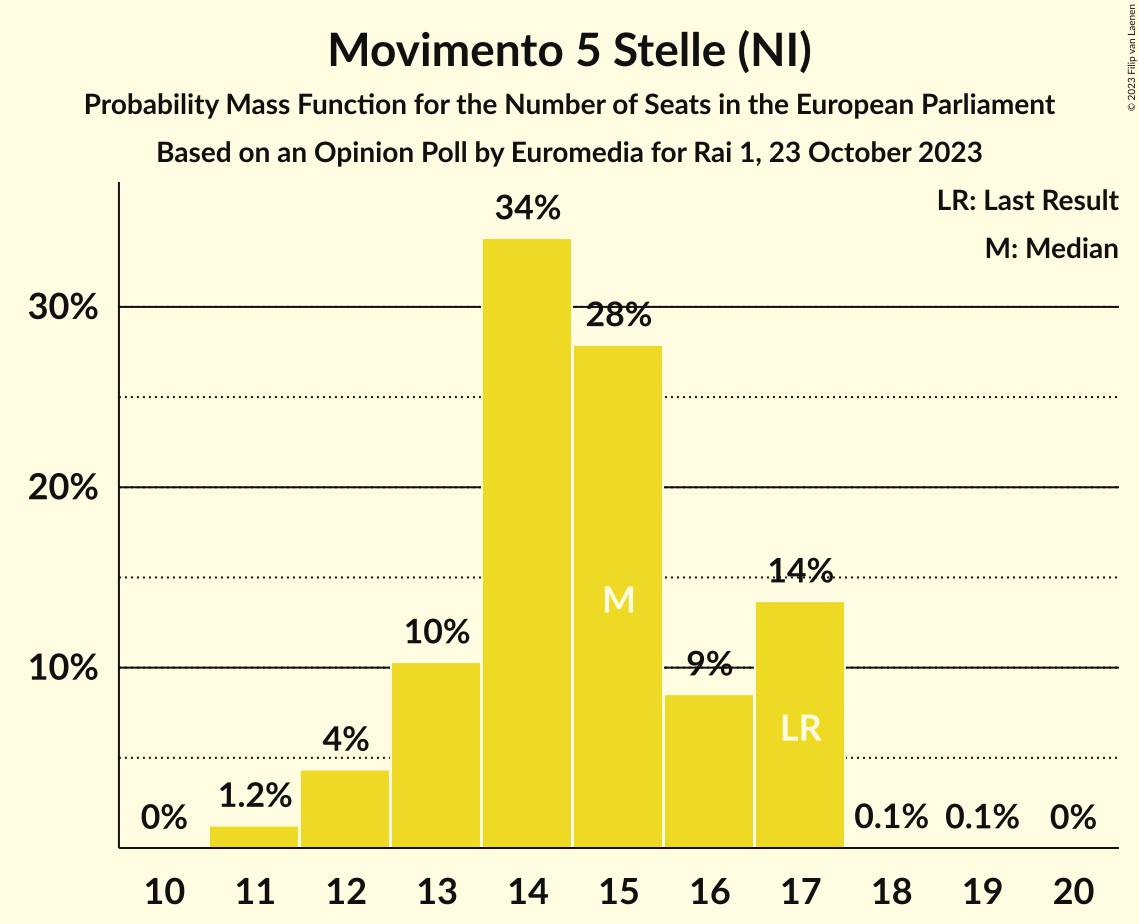 Movimento 5 Stelle (NI)
Probability Mass Function for the Number of Seats in the European Parliament
Based on an Opinion Poll by Euromedia for Rai 1, 23 October 2023
© 2023 Filip van Laenen
LR: Last Result
M: Median
34%
30%
28%
20%
14%
M
10%
9%
10%
LR
4%
1.2%
0%
0.1%
0.1%
0%
10 11 12 13 14 15 16 17 18 19 20